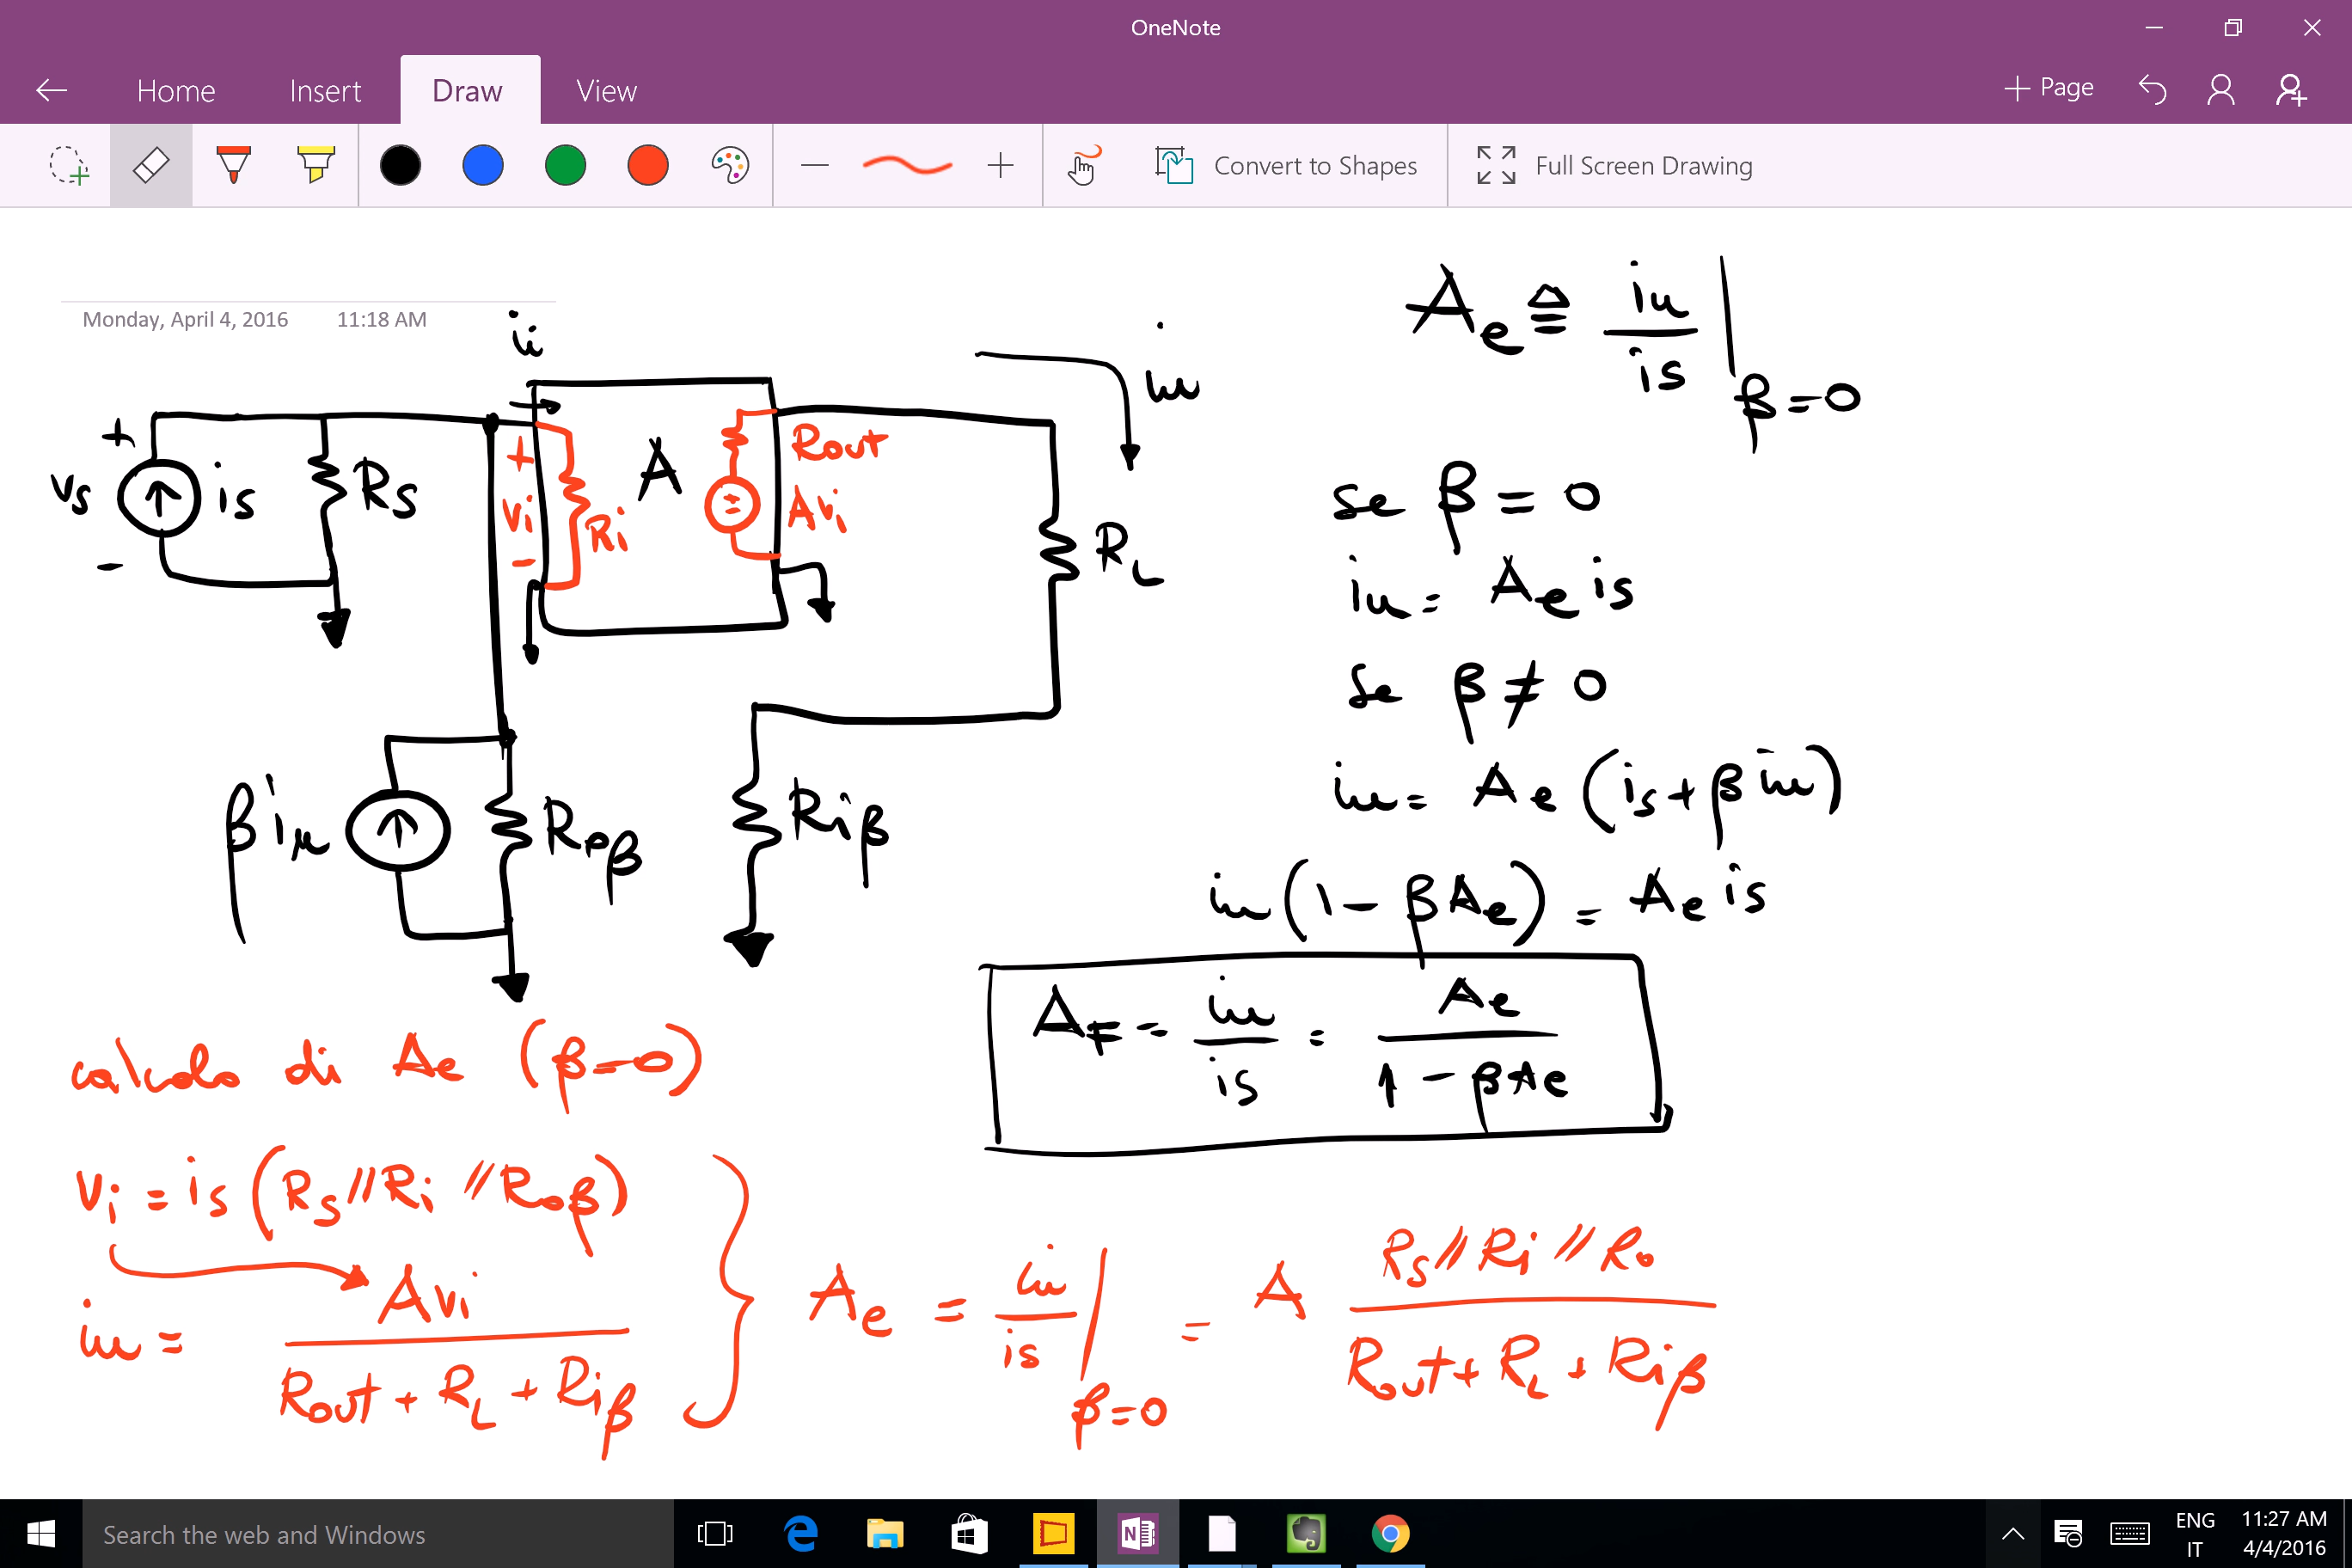 OneNote
Home Insert Draw View + Page
Convert to Shapes Full Screen Drawing
Monday, April 4, 2016 11:18 AM
ii
iu
+
vs
-
is
Rs
+
vi
-
Ri
A
Rout
Avi
RL
βiu
Roβ
Riβ
Ae ≜ iu/is |β=0
se β = 0
iu = Ae is
se β ≠ 0
iu = Ae (is + β iu)
iu (1 - βAe) = Ae is
AF = iu/is = Ae/(1 - βAe)
calcolo di Ae (β=0)
vi = is (Rs // Ri // Roβ)
iu = Avi/(Rout + RL + Riβ)
Ae = iu/is |β=0 = A (Rs // Ri // Ro)/(Rout + RL + Riβ)
Search the web and Windows
ENG
IT
11:27 AM
4/4/2016